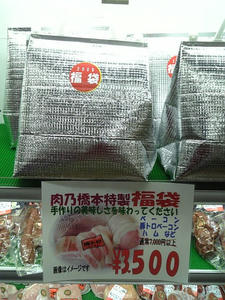 福袋
肉乃橋本特製福袋
手作りの美味しさを味わってください
ベーコン
豚トロベーコン
ハムなど
通常7,000円以上
¥3,500
画像はイメージです